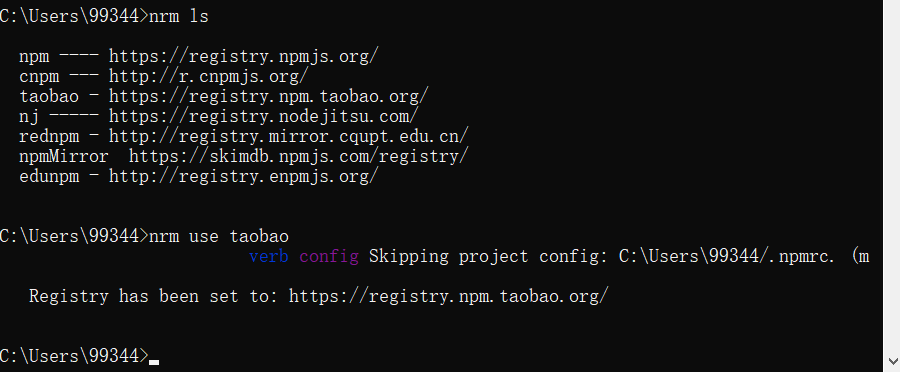 C:\Users\99344>nrm ls
npm ---- https://registry.npmjs.org/
cnpm --- http://r.cnpmjs.org/
taobao - https://registry.npm.taobao.org/
nj ----- https://registry.nodejitsu.com/
rednpm - http://registry.mirror.cqupt.edu.cn/
npmMirror  https://skimdb.npmjs.com/registry/
edunpm - http://registry.enpmjs.org/
C:\Users\99344>nrm use taobao
verb config Skipping project config: C:\Users\99344/.npmrc. (m
Registry has been set to: https://registry.npm.taobao.org/
C:\Users\99344>